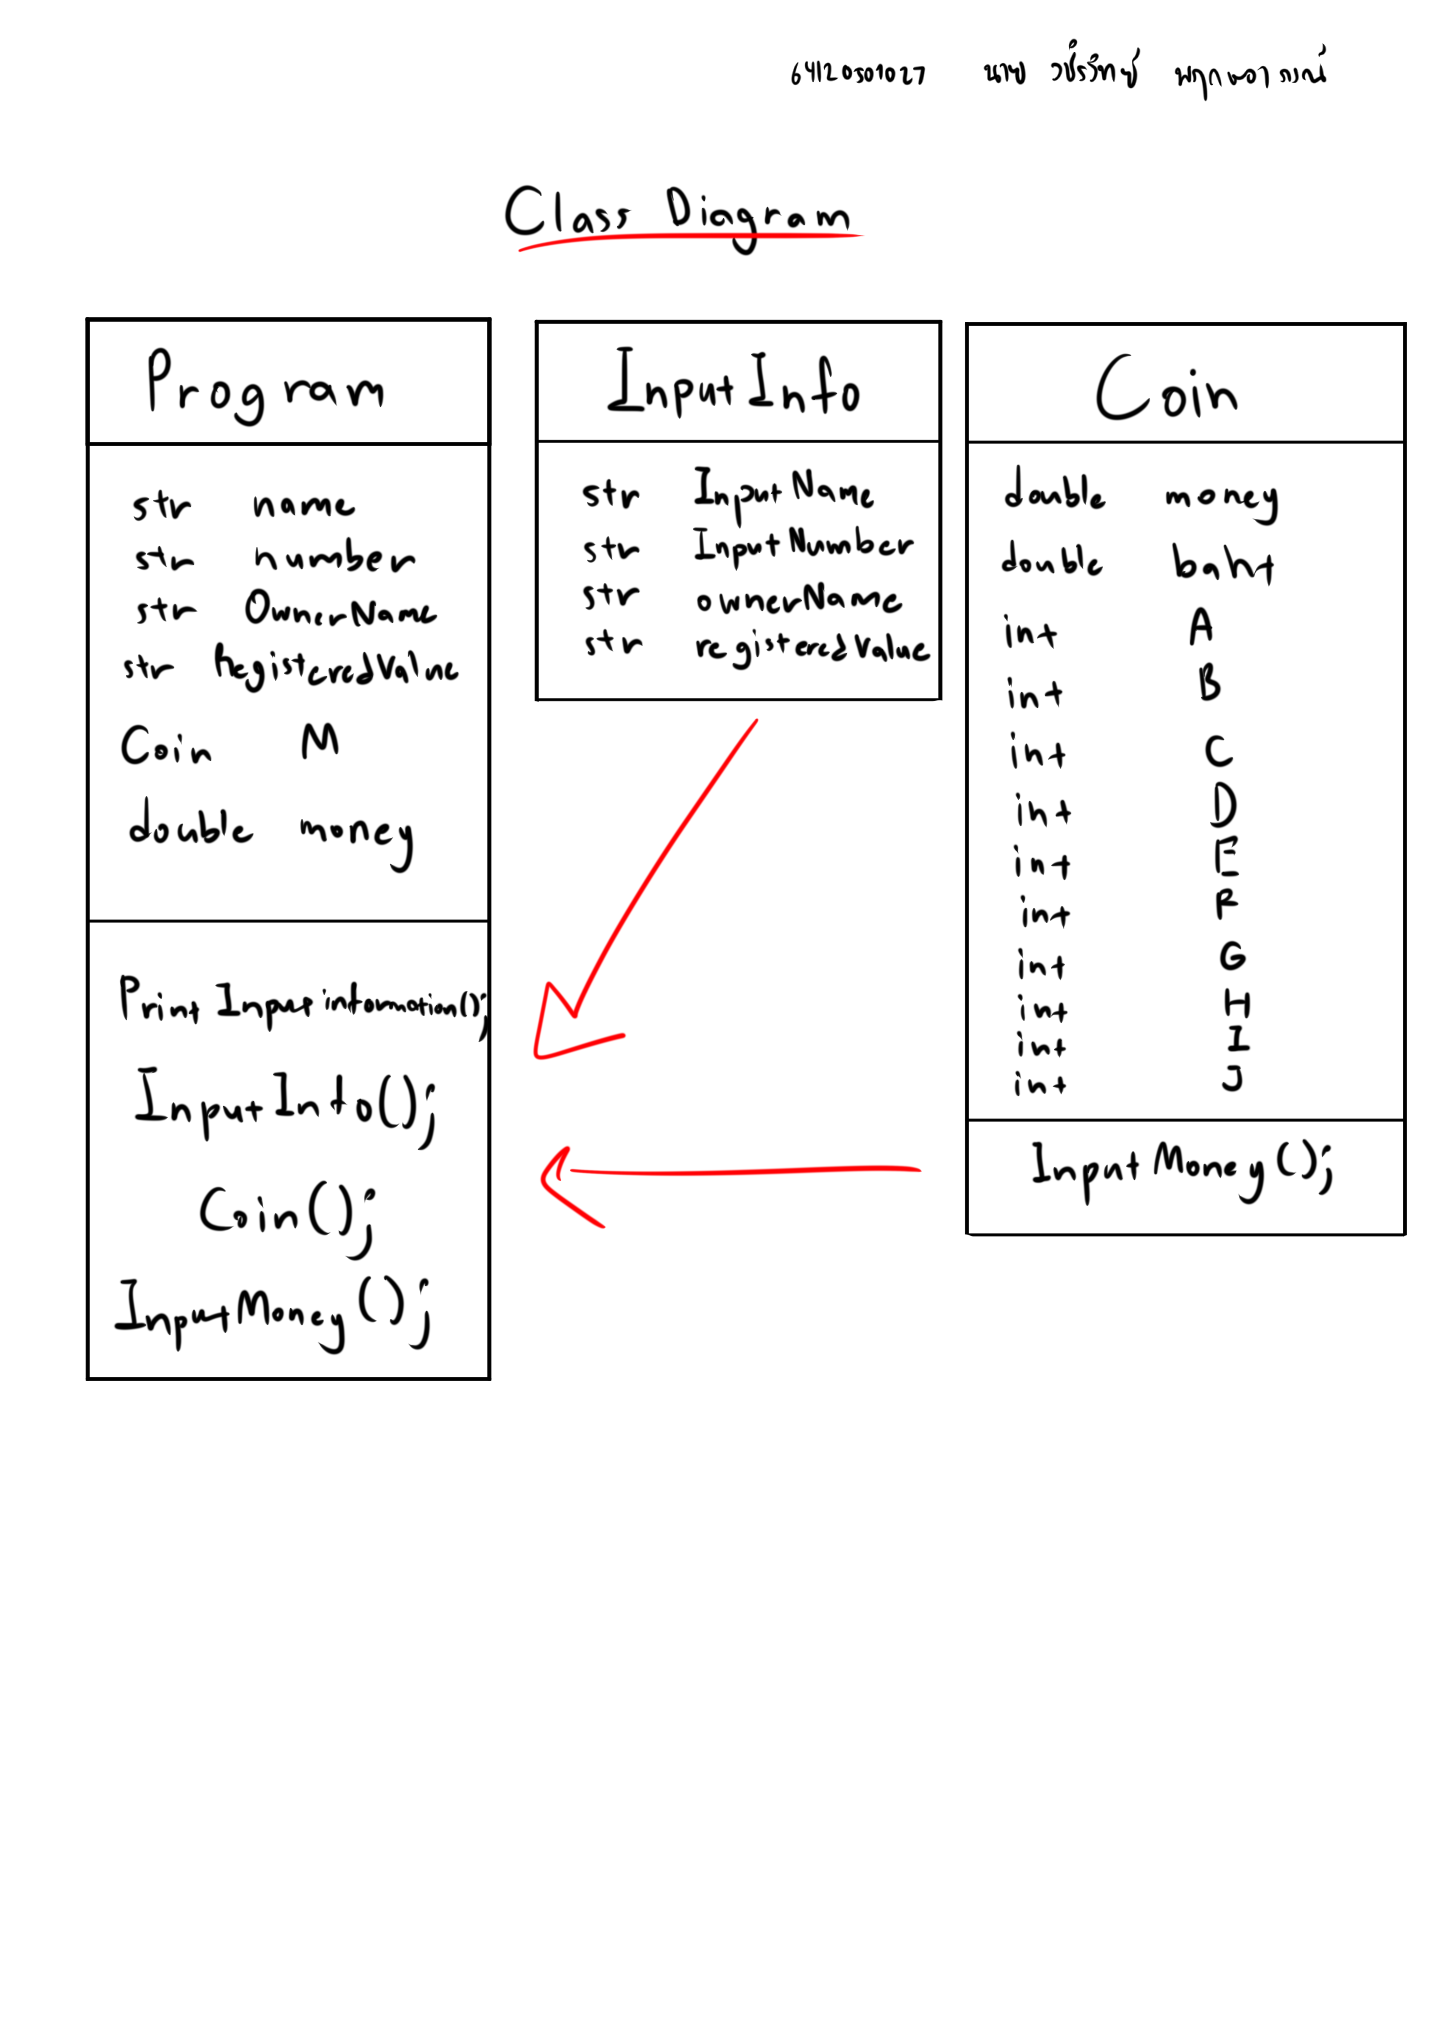 64120501027 นาย วชิรวิทย์ พฤกษาภรณ์
Class Diagram
Program
str name
str number
str OwnerName
str RegisteredValue
Coin M
double money
Print Input information();
InputInfo();
Coin();
InputMoney();
InputInfo
str InputName
str InputNumber
str ownerName
str registeredValue
Coin
double money
double baht
int A
int B
int C
int D
int E
int F
int G
int H
int I
int J
InputMoney();